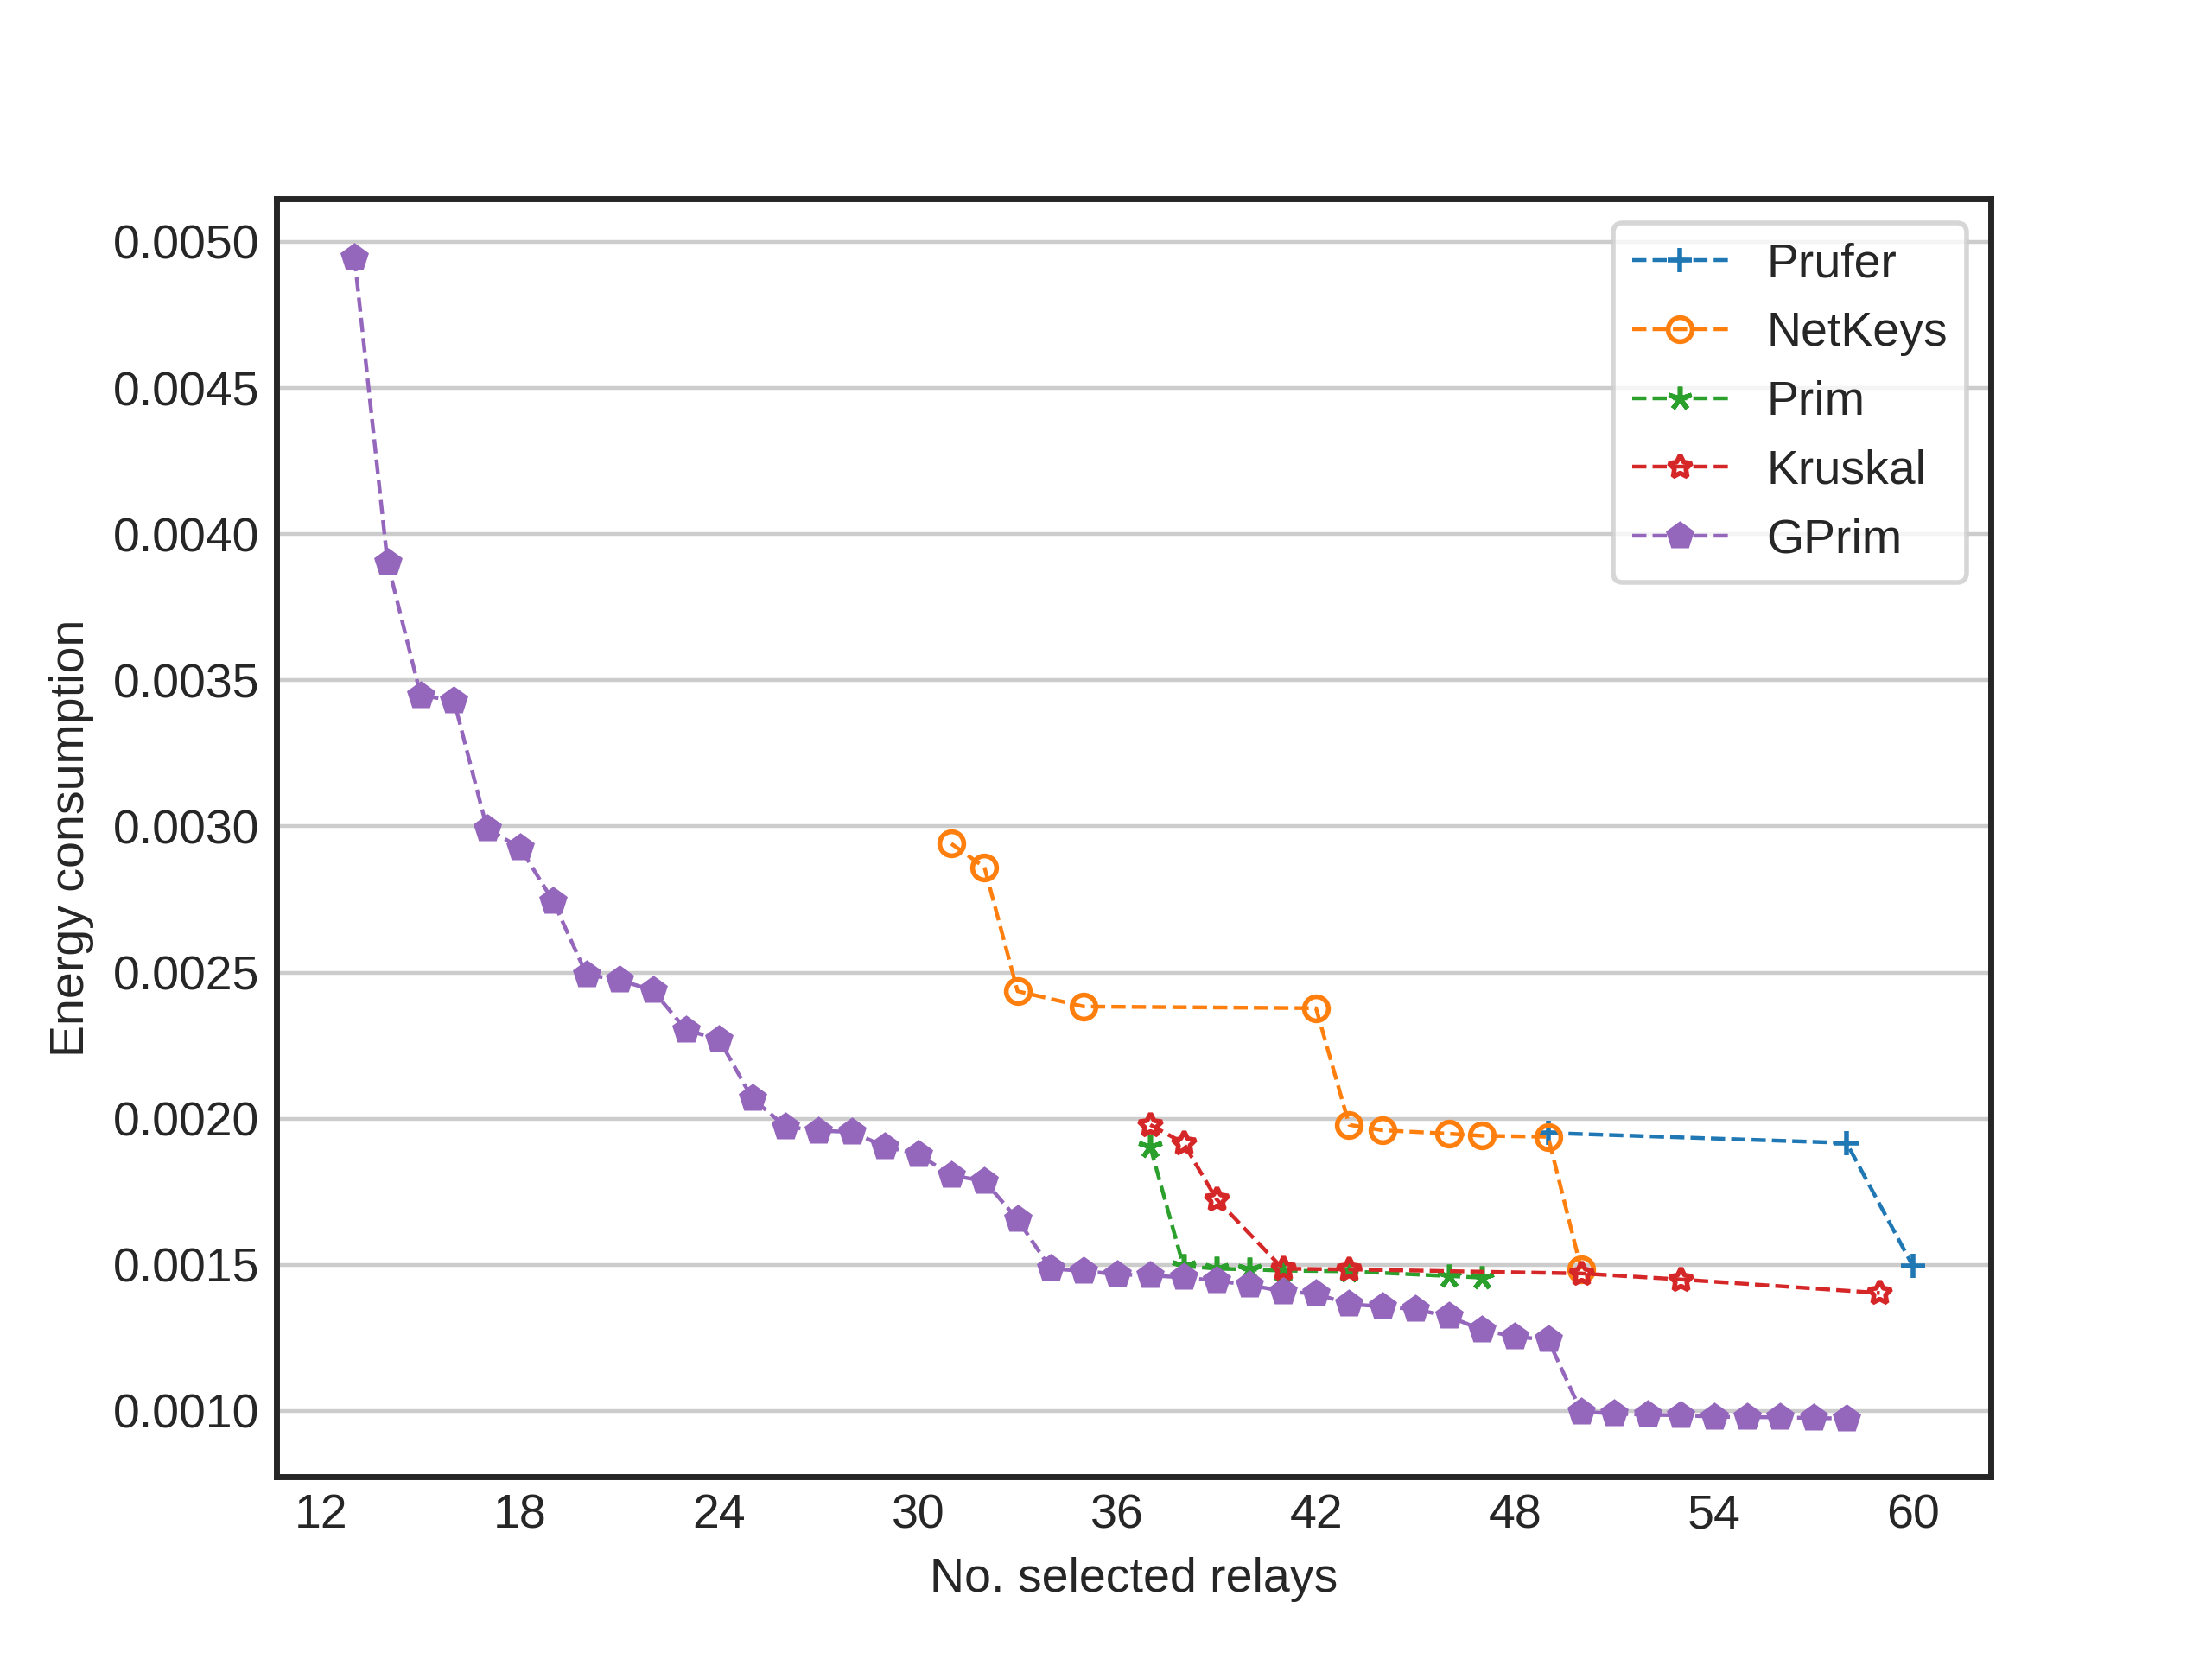 0.0050
0.0045
0.0040
0.0035
0.0030
0.0025
0.0020
0.0015
0.0010
Energy consumption
Prufer
NetKeys
Prim
Kruskal
GPrim
12 18 24 30 36 42 48 54 60
No. selected relays